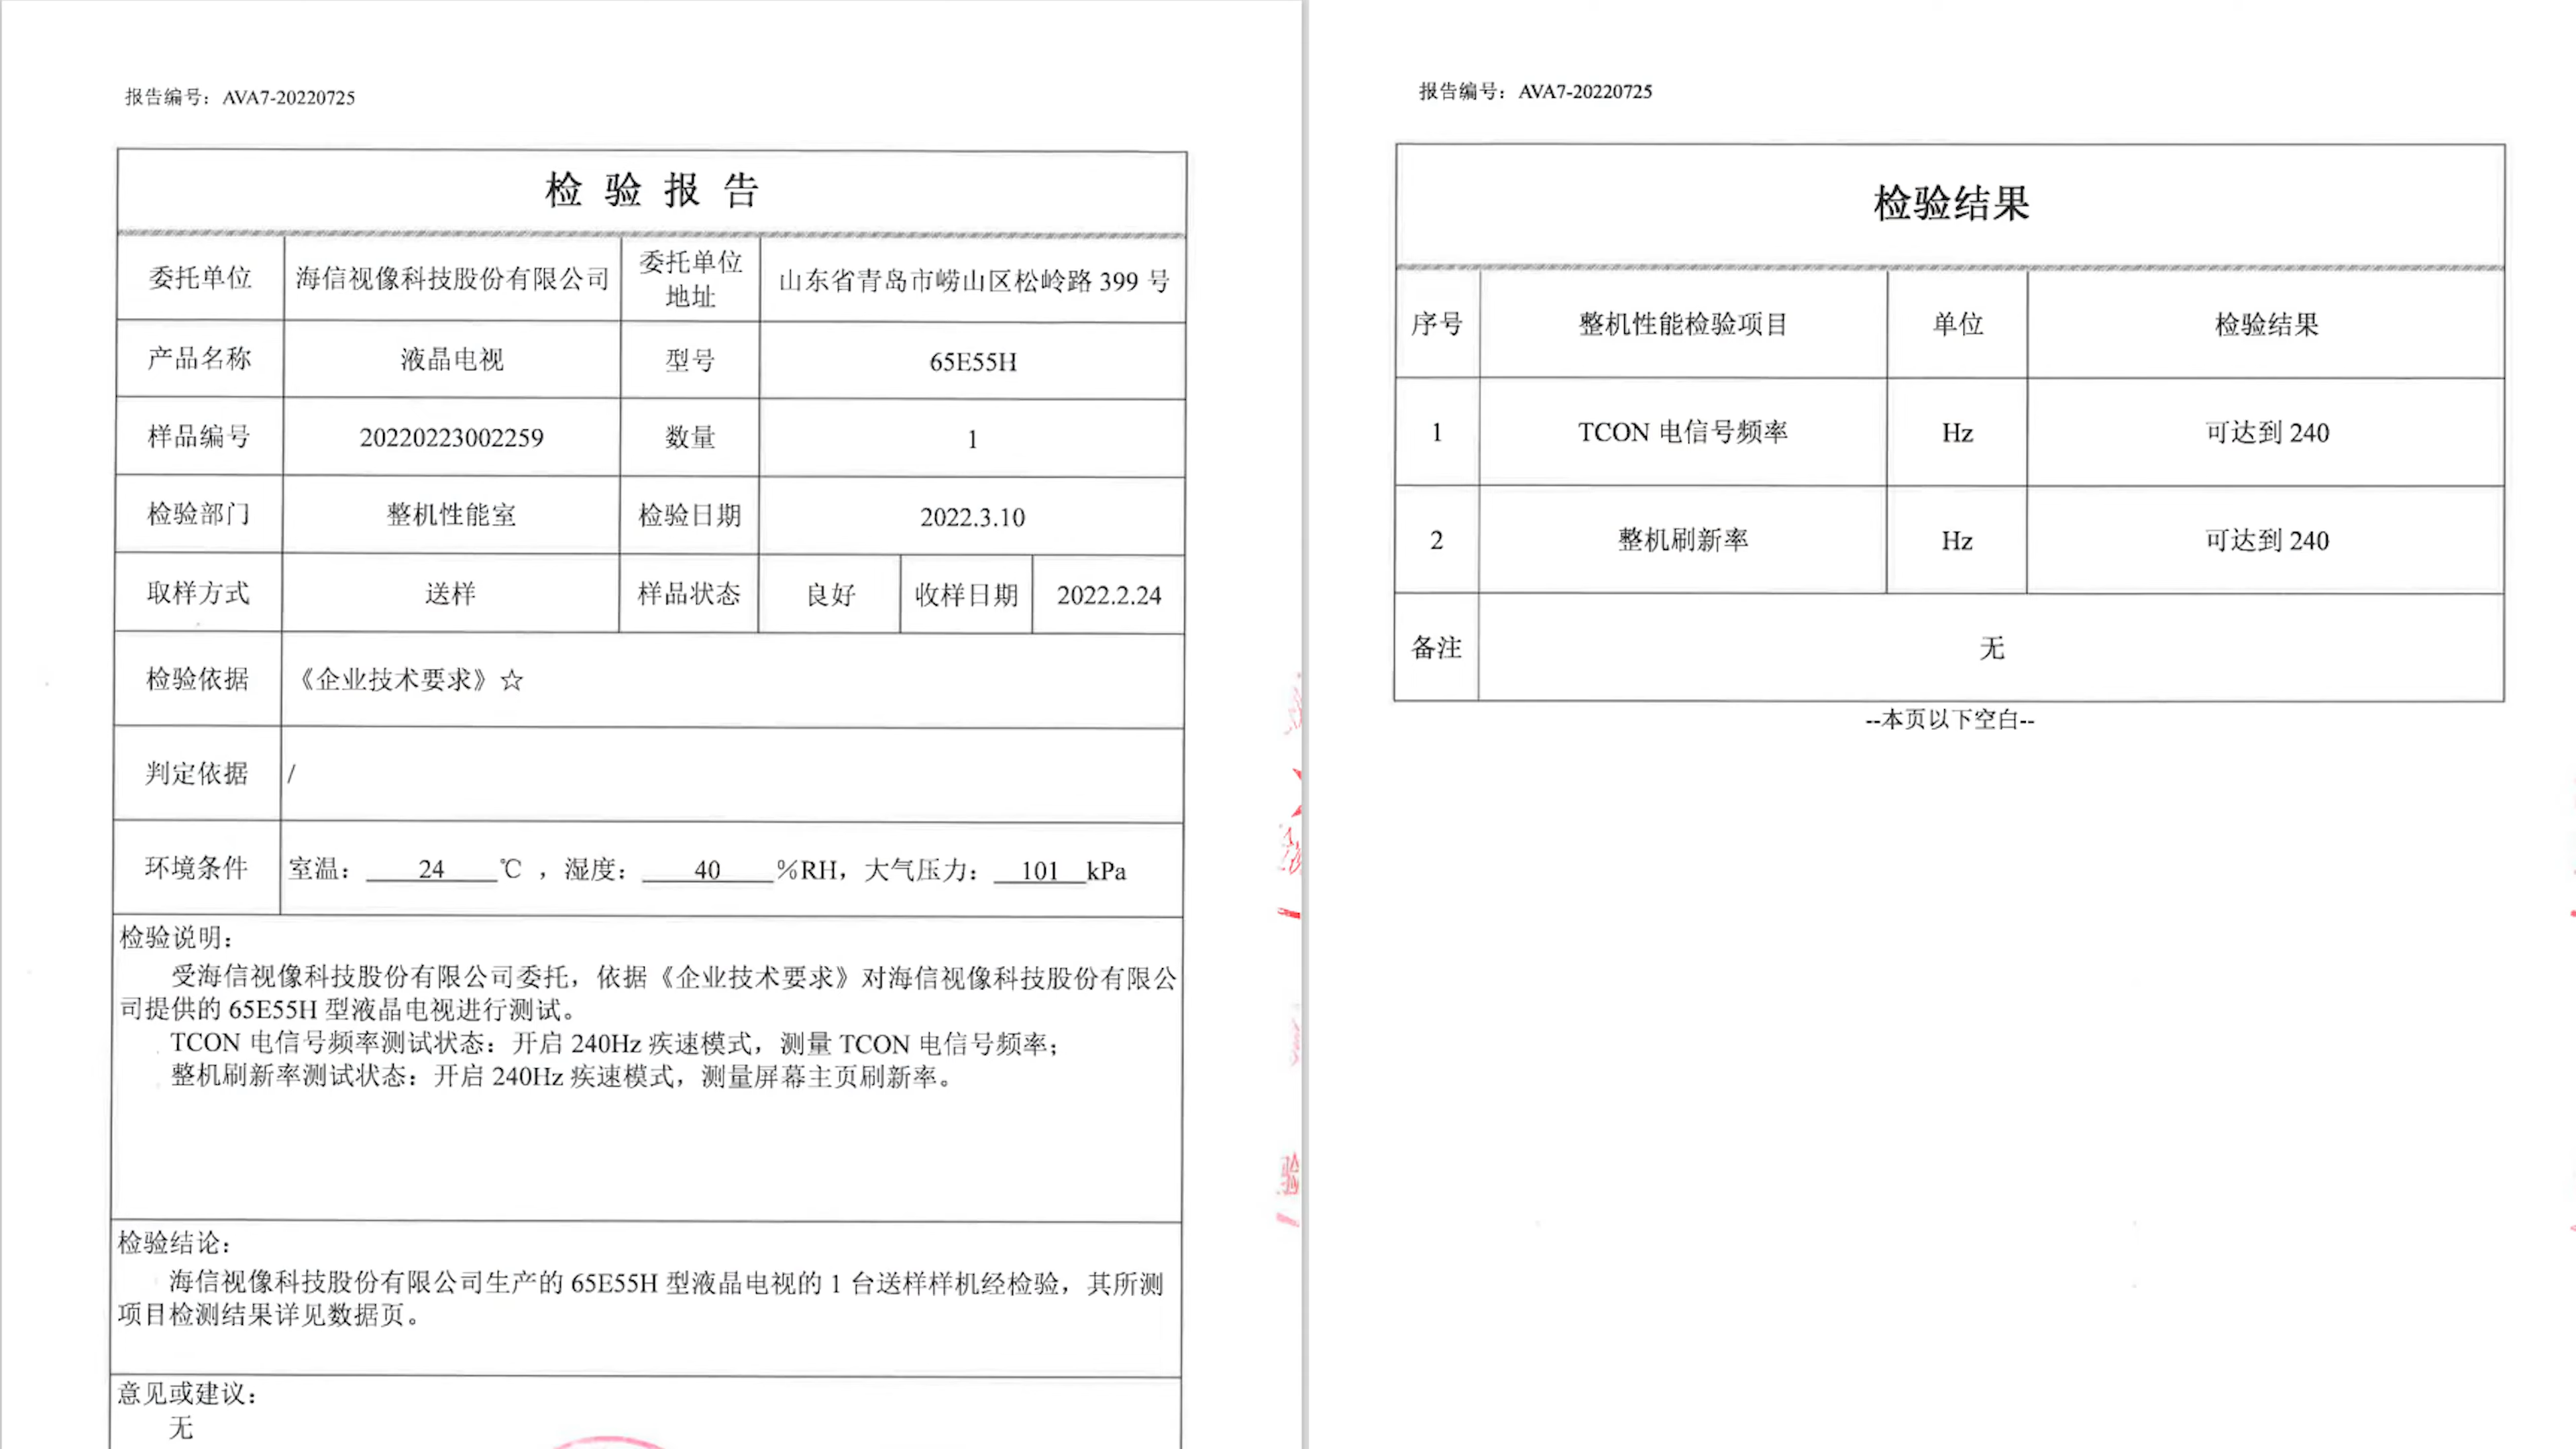 报告编号：AVA7-20220725
检 验 报 告
委托单位 海信视像科技股份有限公司 委托单位地址 山东省青岛市崂山区松岭路 399 号
产品名称 液晶电视 型号 65E55H
样品编号 20220223002259 数量 1
检验部门 整机性能室 检验日期 2022.3.10
取样方式 送样 样品状态 良好 收样日期 2022.2.24
检验依据 《企业技术要求》☆
判定依据 /
环境条件 室温： 24 ℃ ，湿度： 40 %RH，大气压力： 101 kPa
检验说明：
受海信视像科技股份有限公司委托，依据《企业技术要求》对海信视像科技股份有限公
司提供的 65E55H 型液晶电视进行测试。
TCON 电信号频率测试状态：开启 240Hz 疾速模式，测量 TCON 电信号频率；
整机刷新率测试状态：开启 240Hz 疾速模式，测量屏幕主页刷新率。
检验结论：
海信视像科技股份有限公司生产的 65E55H 型液晶电视的 1 台送样样机经检验，其所测
项目检测结果详见数据页。
意见或建议：
无
验
报告编号：AVA7-20220725
检验结果
序号 整机性能检验项目 单位 检验结果
1 TCON 电信号频率 Hz 可达到 240
2 整机刷新率 Hz 可达到 240
备注 无
--本页以下空白--